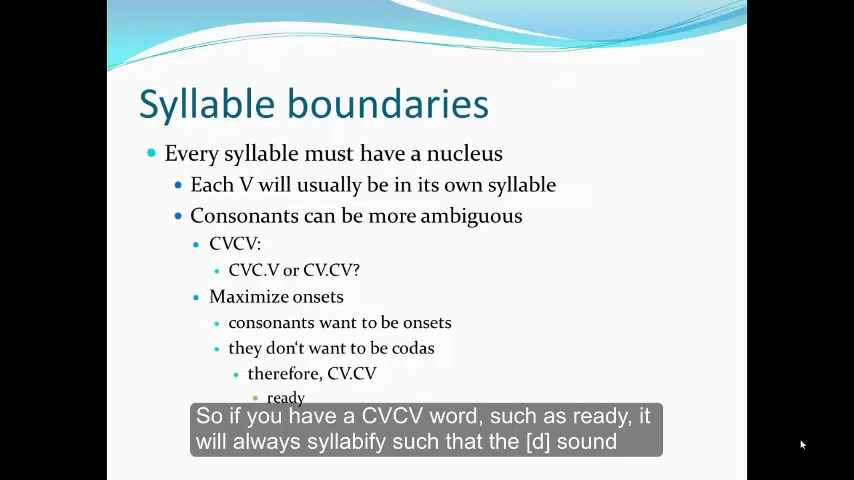 Syllable boundaries
Every syllable must have a nucleus
Each V will usually be in its own syllable
Consonants can be more ambiguous
CVCV:
CVC.V or CV.CV?
Maximize onsets
consonants want to be onsets
they don't want to be codas
therefore, CV.CV
ready
So if you have a CVCV word, such as ready, it
will always syllabify such that the [d] sound